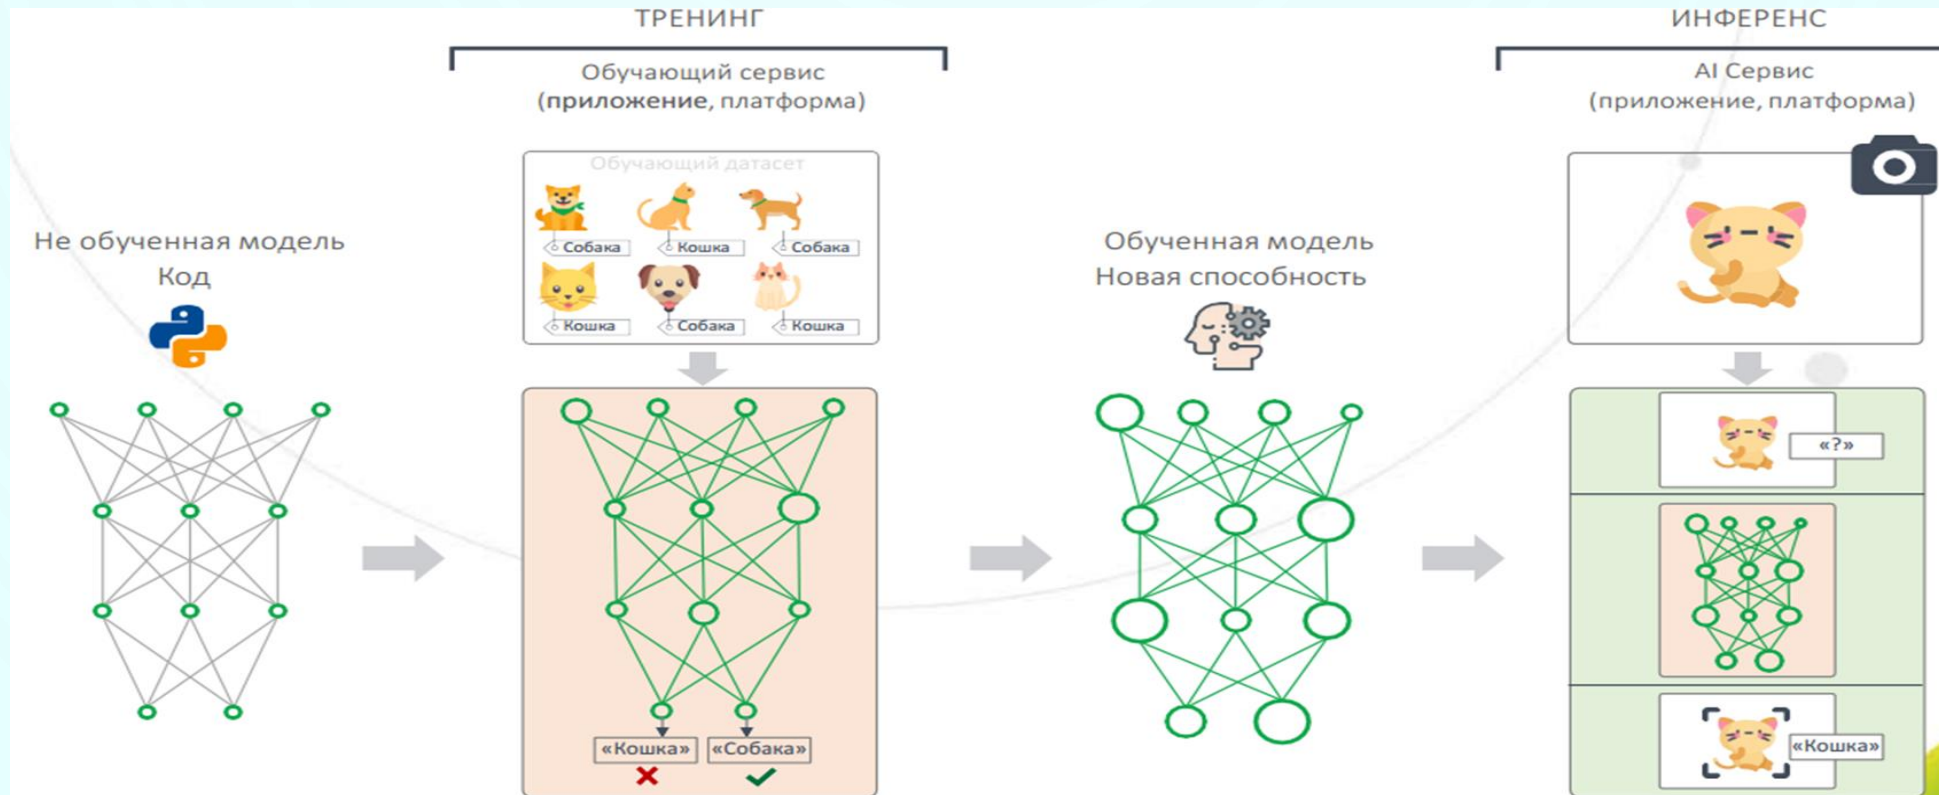 ТРЕНИНГ
Обучающий сервис
(приложение, платформа)
Обучающий датасет
Собака
Кошка
Собака
Кошка
Собака
Кошка
Не обученная модель
Код
«Кошка»
«Собака»
Обученная модель
Новая способность
ИНФЕРЕНС
AI Сервис
(приложение, платформа)
«?»
«Кошка»